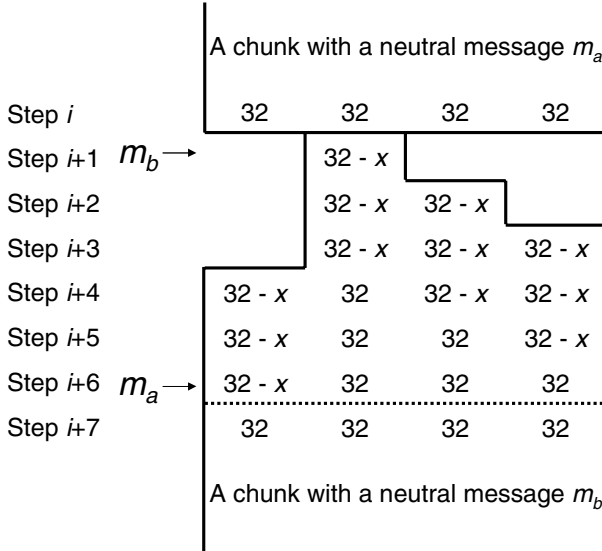 A chunk with a neutral message mₐ
Step i 32 32 32 32
Step i+1 m_b → 32 - x
Step i+2 32 - x 32 - x
Step i+3 32 - x 32 - x 32 - x
Step i+4 32 - x 32 32 - x 32 - x
Step i+5 32 - x 32 32 32 - x
Step i+6 mₐ → 32 - x 32 32 32
Step i+7 32 32 32 32
A chunk with a neutral message m_b